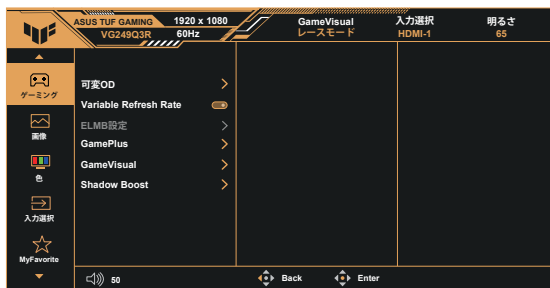 ASUS TUF GAMING 1920 x 1080
VG249Q3R 60Hz
GameVisual
レースモード
入力選択
HDMI-1
明るさ
65
ゲーミング
画像
色
入力選択
MyFavorite
可変OD
Variable Refresh Rate
ELMB設定
GamePlus
GameVisual
Shadow Boost
50
Back
Enter